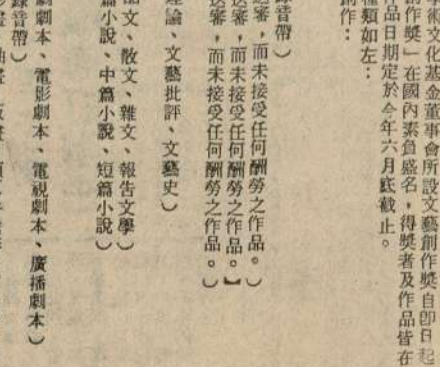 學術文化基金董事會所設文藝創作獎自即日起
創作獎」在國內素負盛名，得獎者及作品皆在
作品日期定於今年六月底截止。
種類如左：
創作：
錄音帶）
送審，而未接受任何酬勞之作品。）
送審，而未接受任何酬勞之作品。】
送審，而未接受任何酬勞之作品。）
理論、文藝批評、文藝史）
散文、雜文、報告文學）
篇小說、中篇小說、短篇小說）
劇本、電影劇本、電視劇本、廣播劇本）
錄音帶）